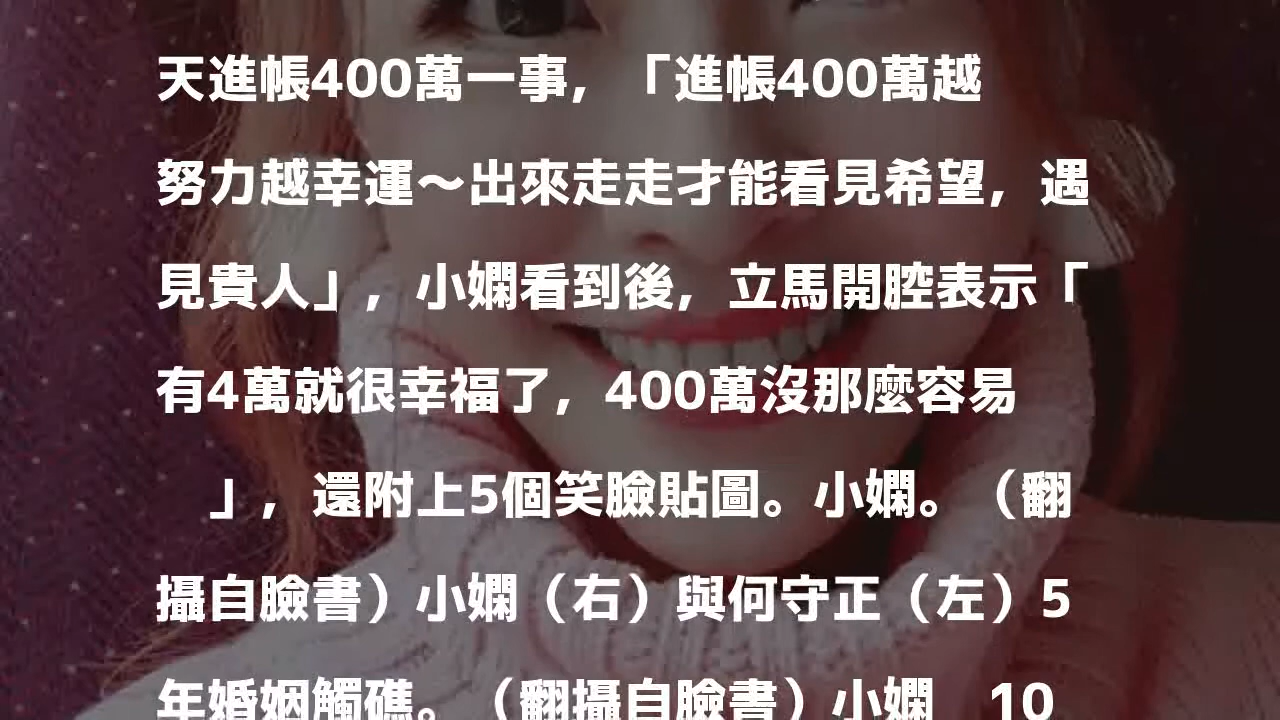 天進帳400萬一事，「進帳400萬越
努力越幸運～出來走走才能看見希望，遇
見貴人」，小嫻看到後，立馬開腔表示「
有4萬就很幸福了，400萬沒那麼容易
」，還附上5個笑臉貼圖。小嫻。（翻
攝自臉書）小嫻（右）與何守正（左）5
年婚姻觸礁。（翻攝自臉書）小嫻　10